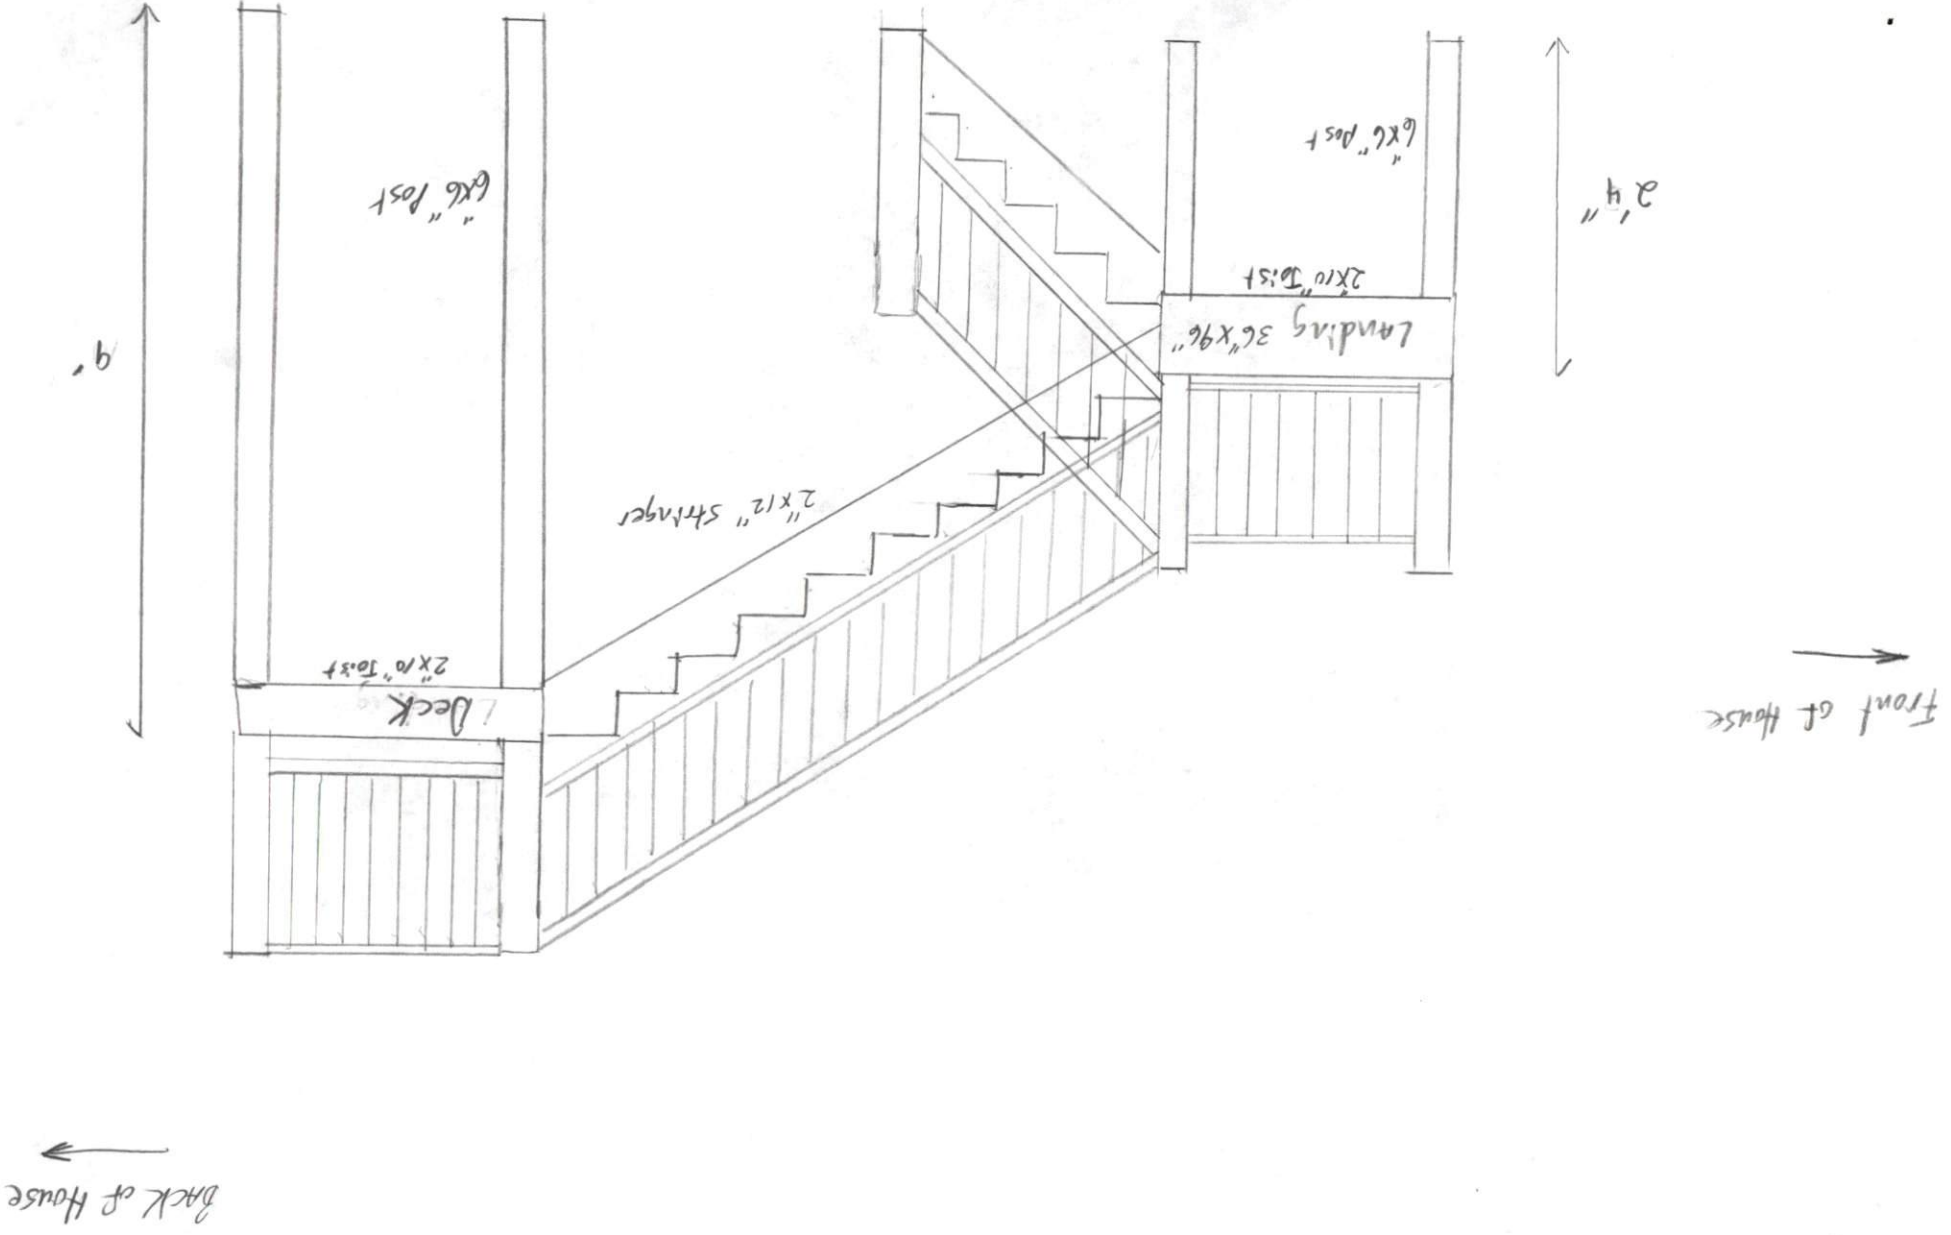 BACK of House
Front of House
Deck
2"x10" Joist
2"x12" Stringer
9'
Landing 36"x96"
2"x10" Joist
2'4"
6"x6" Post
6"x6" Post